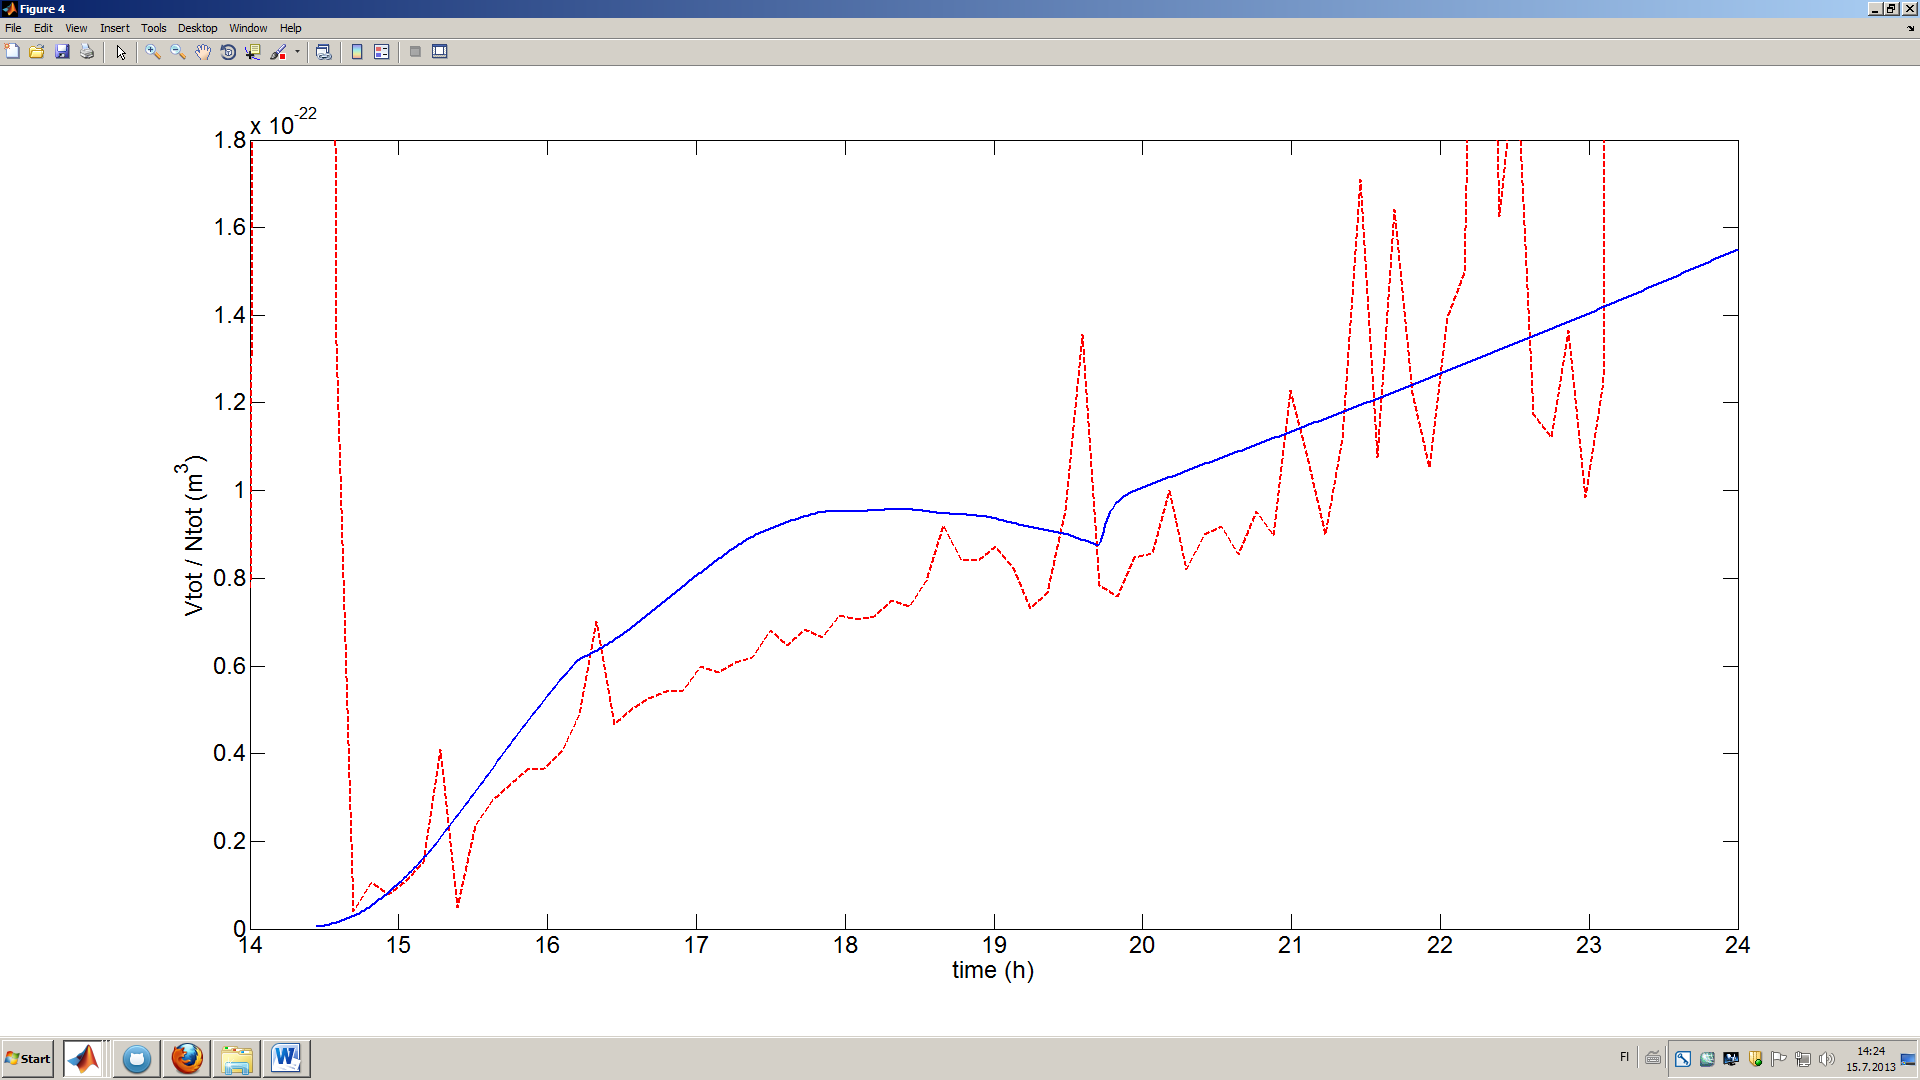 Figure 4
File Edit View Insert Tools Desktop Window Help
x 10-22
1.8
1.6
1.4
1.2
1
0.8
0.6
0.4
0.2
0
Vtot / Ntot (m3)
14 15 16 17 18 19 20 21 22 23 24
time (h)
Start
W
FI
14:24
15.7.2013